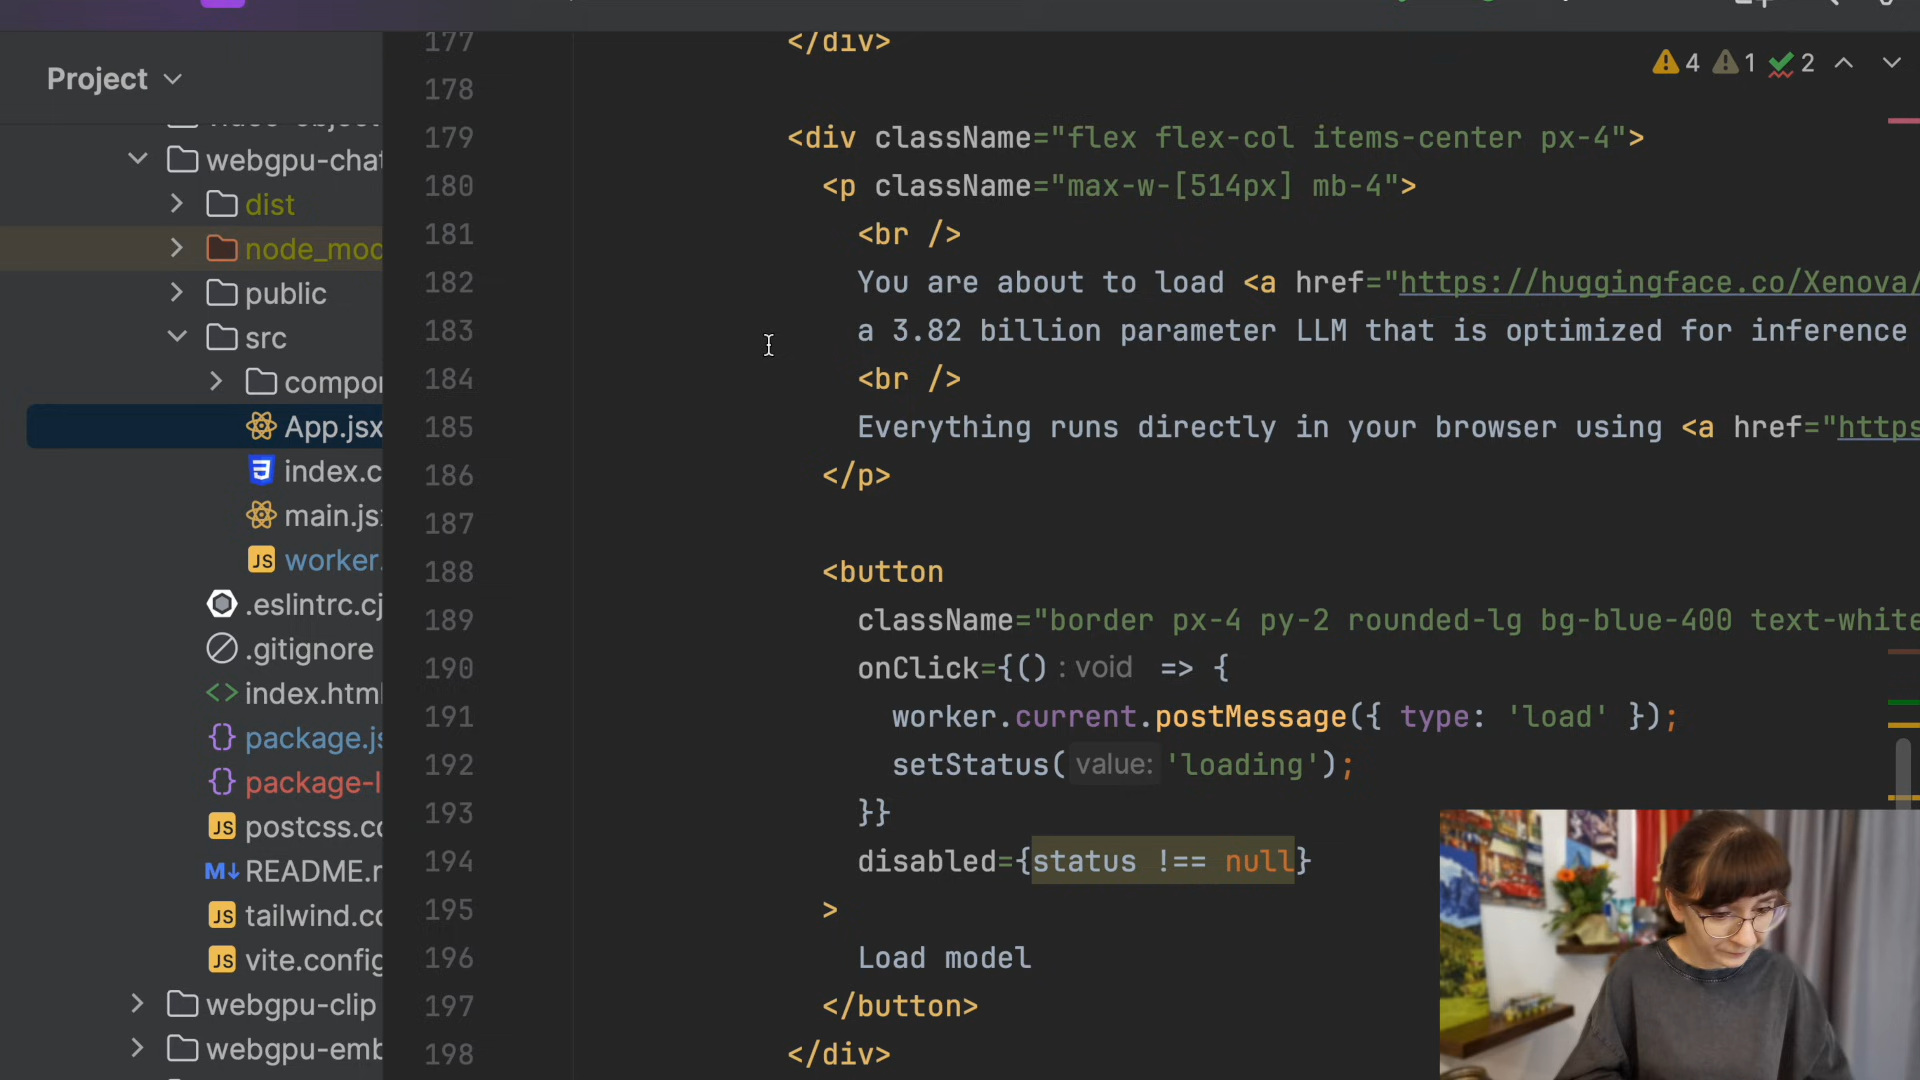 Project
webgpu-chat
dist
node_mod
public
src
compon
App.jsx
index.c
main.js
worker.
.eslintrc.cj
.gitignore
index.html
package.js
package-l
postcss.co
README.m
tailwind.co
vite.config
webgpu-clip
webgpu-emb
4 1 2
177 </div>
178
179 <div className="flex flex-col items-center px-4">
180 <p className="max-w-[514px] mb-4">
181 <br />
182 You are about to load <a href="https://huggingface.co/Xenova/
183 a 3.82 billion parameter LLM that is optimized for inference
184 <br />
185 Everything runs directly in your browser using <a href="https
186 </p>
187
188 <button
189 className="border px-4 py-2 rounded-lg bg-blue-400 text-white
190 onClick={() : void => {
191 worker.current.postMessage({ type: 'load' });
192 setStatus( value: 'loading');
193 }}
194 disabled={status !== null}
195 >
196 Load model
197 </button>
198 </div>